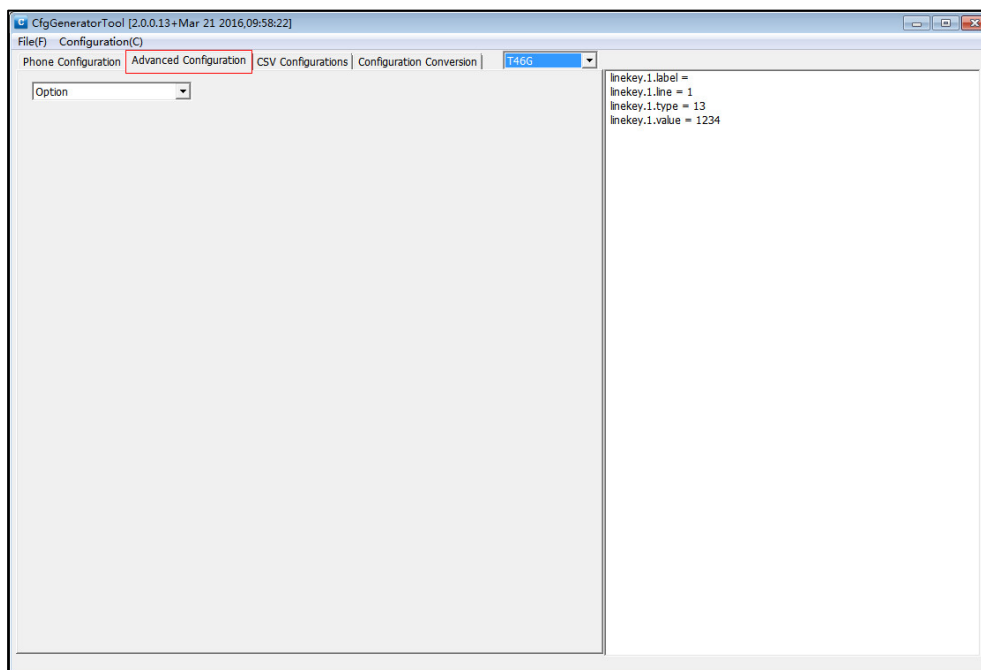 CfgGeneratorTool [2.0.0.13+Mar 21 2016,09:58:22]
File(F) Configuration(C)
Phone Configuration Advanced Configuration CSV Configurations Configuration Conversion T46G
Option
linekey.1.label =
linekey.1.line = 1
linekey.1.type = 13
linekey.1.value = 1234